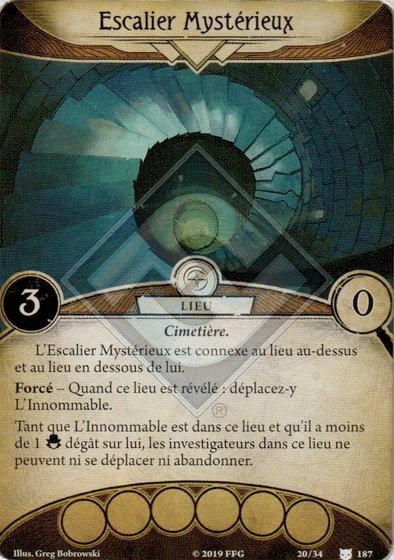 Escalier Mystérieux
3
LIEU
0
Cimetière.
L'Escalier Mystérieux est connexe au lieu au-dessus
et au lieu en dessous de lui.
Forcé – Quand ce lieu est révélé : déplacez-y
L'Innommable.
Tant que L'Innommable est dans ce lieu et qu'il a moins
de 1 dégât sur lui, les investigateurs dans ce lieu ne
peuvent ni se déplacer ni abandonner.
®
Illus. Greg Bobrowski © 2019 FFG 20/34 187